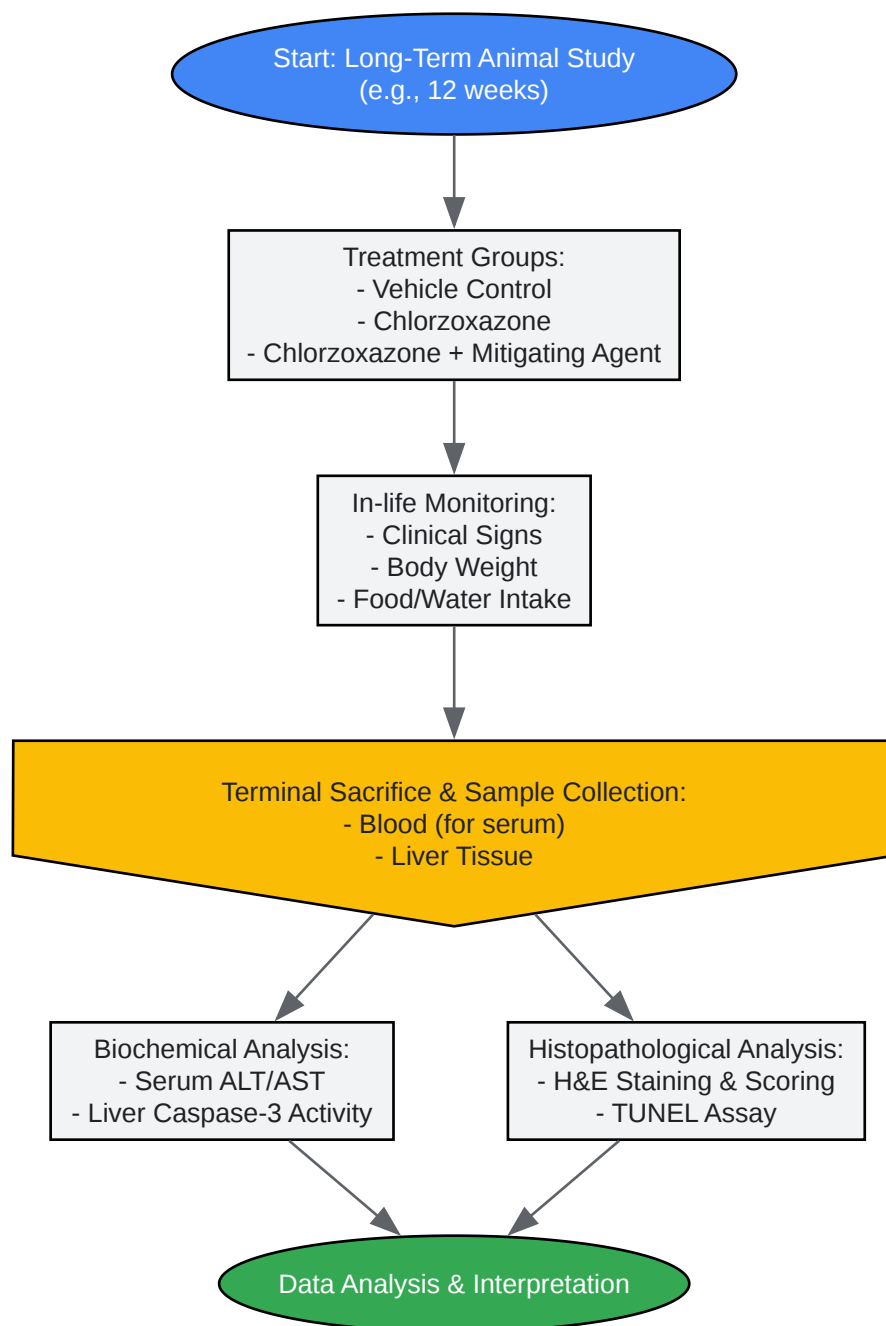 Start: Long-Term Animal Study
(e.g., 12 weeks)
Treatment Groups:
- Vehicle Control
- Chlorzoxazone
- Chlorzoxazone + Mitigating Agent
In-life Monitoring:
- Clinical Signs
- Body Weight
- Food/Water Intake
Terminal Sacrifice & Sample Collection:
- Blood (for serum)
- Liver Tissue
Biochemical Analysis:
- Serum ALT/AST
- Liver Caspase-3 Activity
Histopathological Analysis:
- H&E Staining & Scoring
- TUNEL Assay
Data Analysis & Interpretation